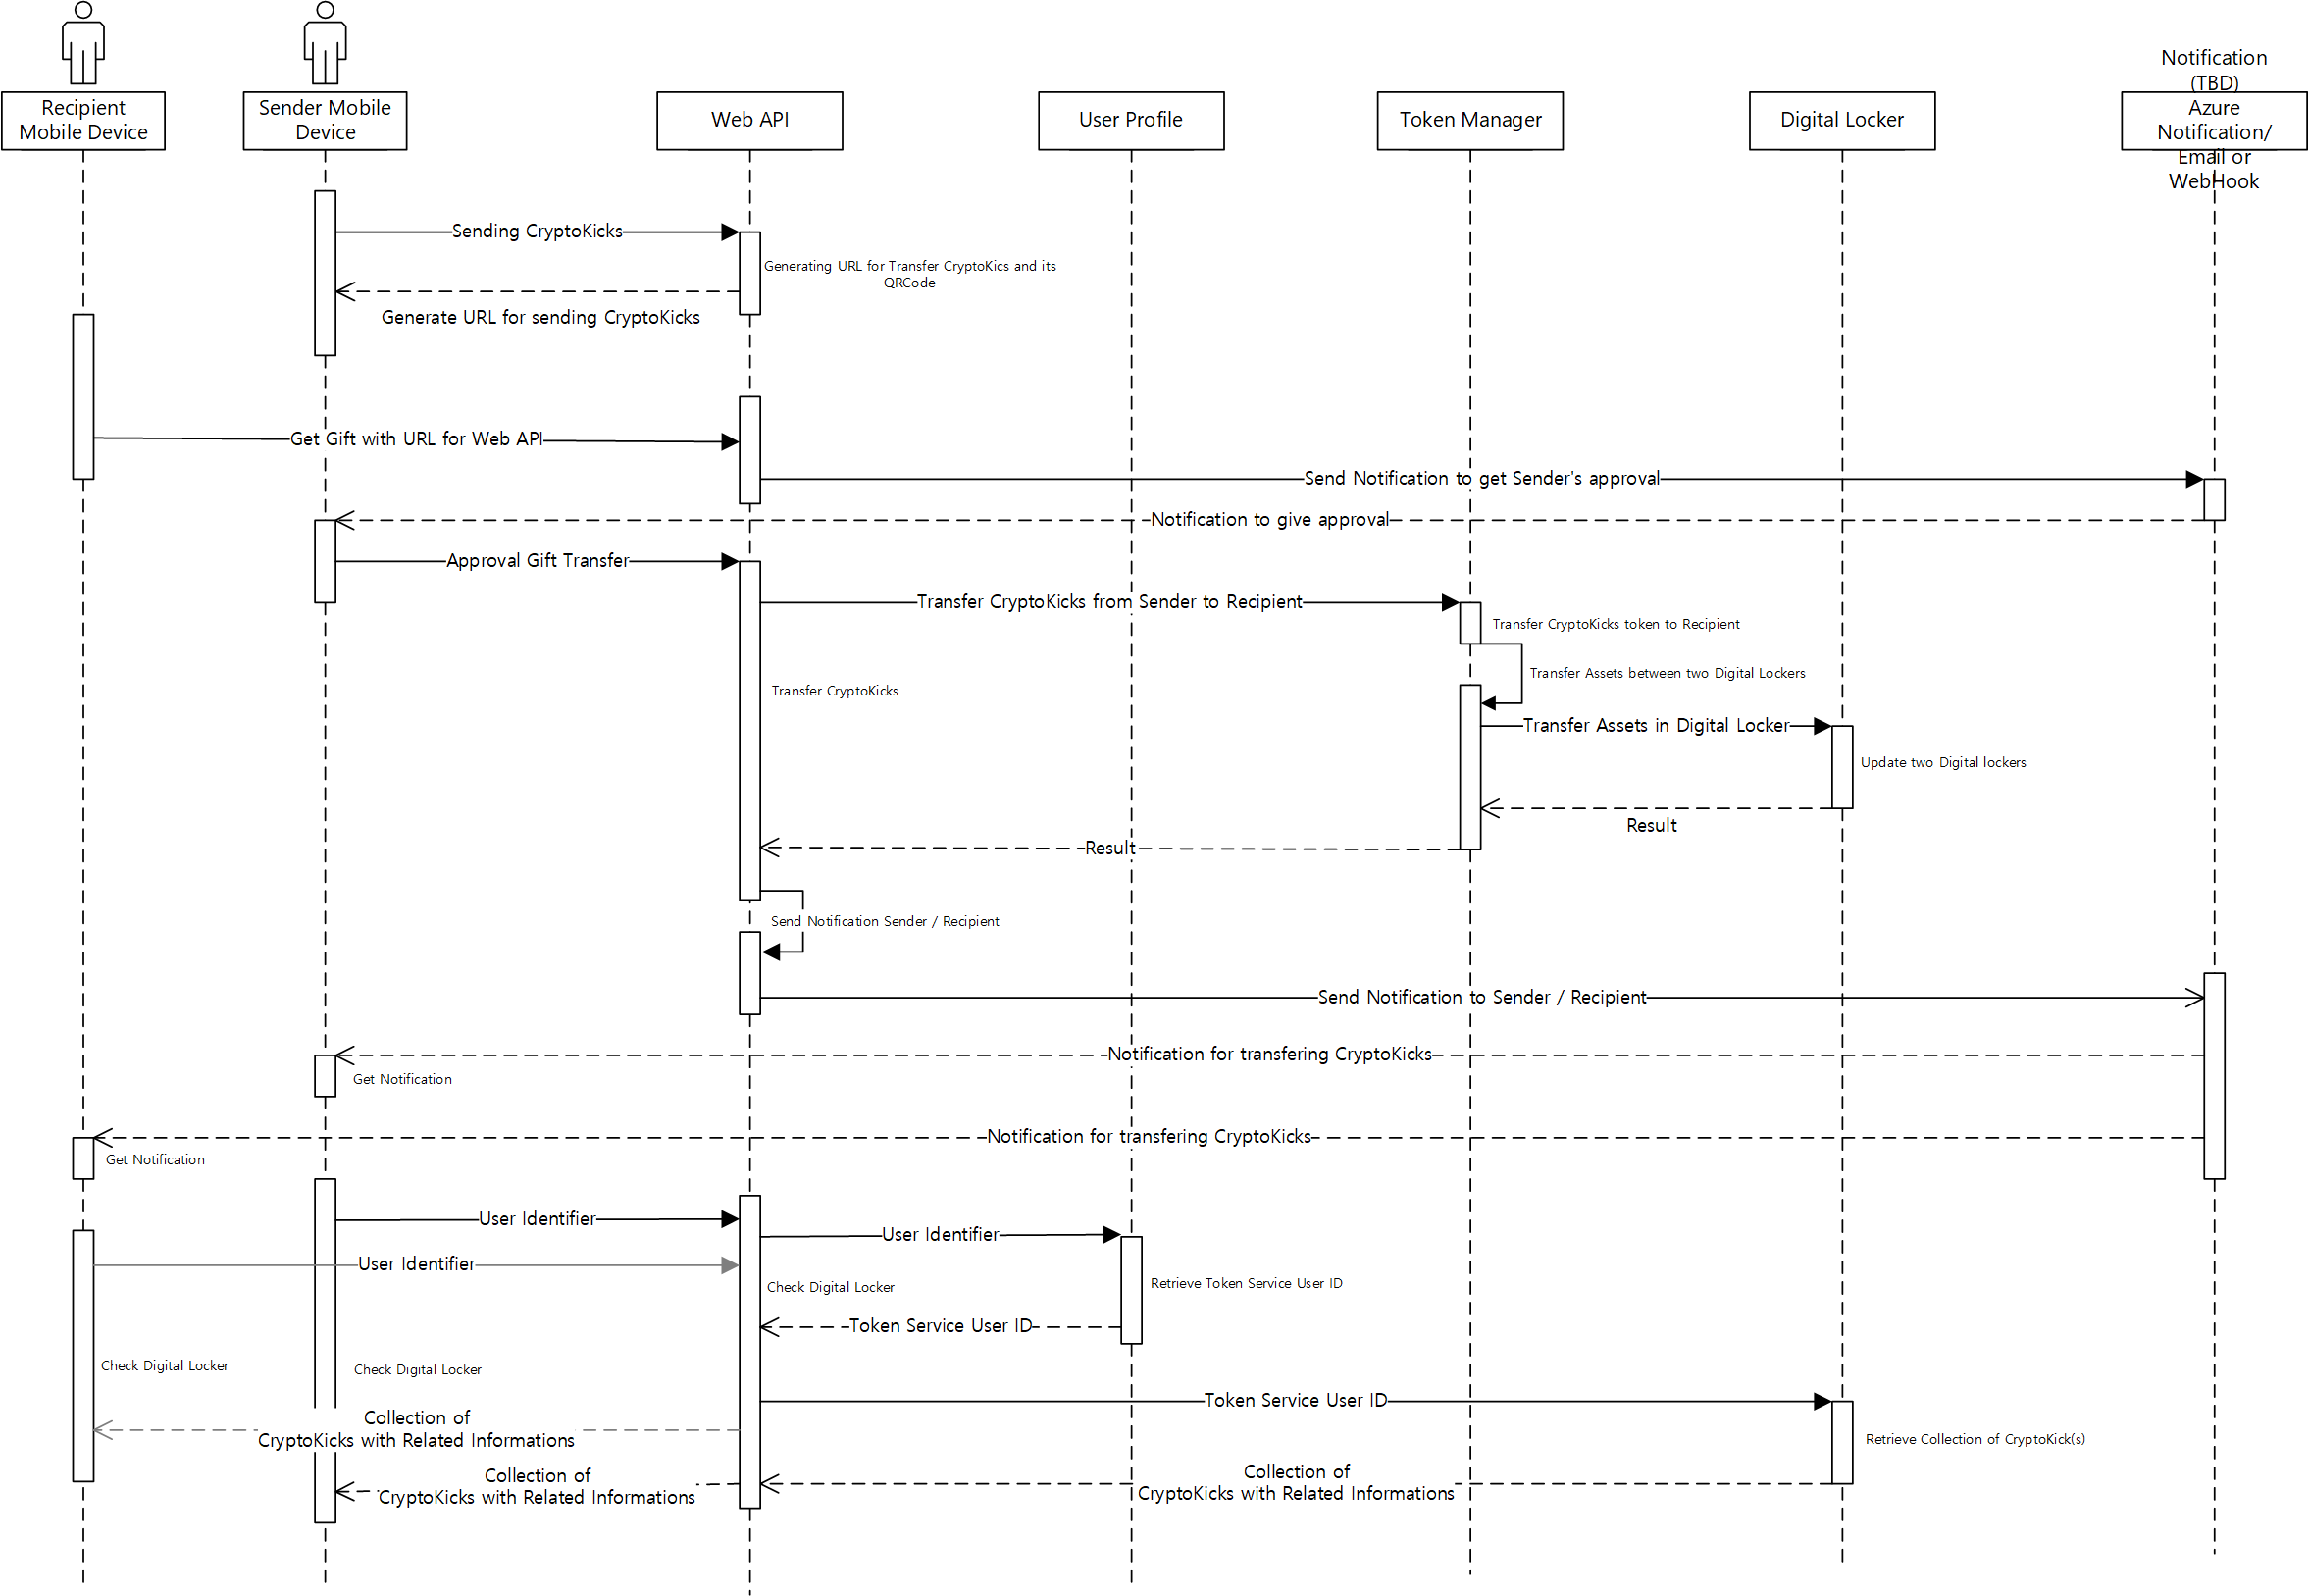 Recipient
Mobile Device
Sender Mobile
Device
Web API
User Profile
Token Manager
Digital Locker
Notification
(TBD)
Azure
Notification/
Email or
WebHook
Sending CryptoKicks
Generating URL for Transfer CryptoKics and its
QRCode
Generate URL for sending CryptoKicks
Get Gift with URL for Web API
Send Notification to get Sender's approval
Notification to give approval
Approval Gift Transfer
Transfer CryptoKicks from Sender to Recipient
Transfer CryptoKicks token to Recipient
Transfer Assets between two Digital Lockers
Transfer CryptoKicks
Transfer Assets in Digital Locker
Update two Digital lockers
Result
Result
Send Notification Sender / Recipient
Send Notification to Sender / Recipient
Notification for transfering CryptoKicks
Get Notification
Notification for transfering CryptoKicks
Get Notification
User Identifier
User Identifier
User Identifier
Check Digital Locker
Retrieve Token Service User ID
Token Service User ID
Check Digital Locker
Check Digital Locker
Token Service User ID
Collection of
CryptoKicks with Related Informations
Retrieve Collection of CryptoKick(s)
Collection of
CryptoKicks with Related Informations
Collection of
CryptoKicks with Related Informations